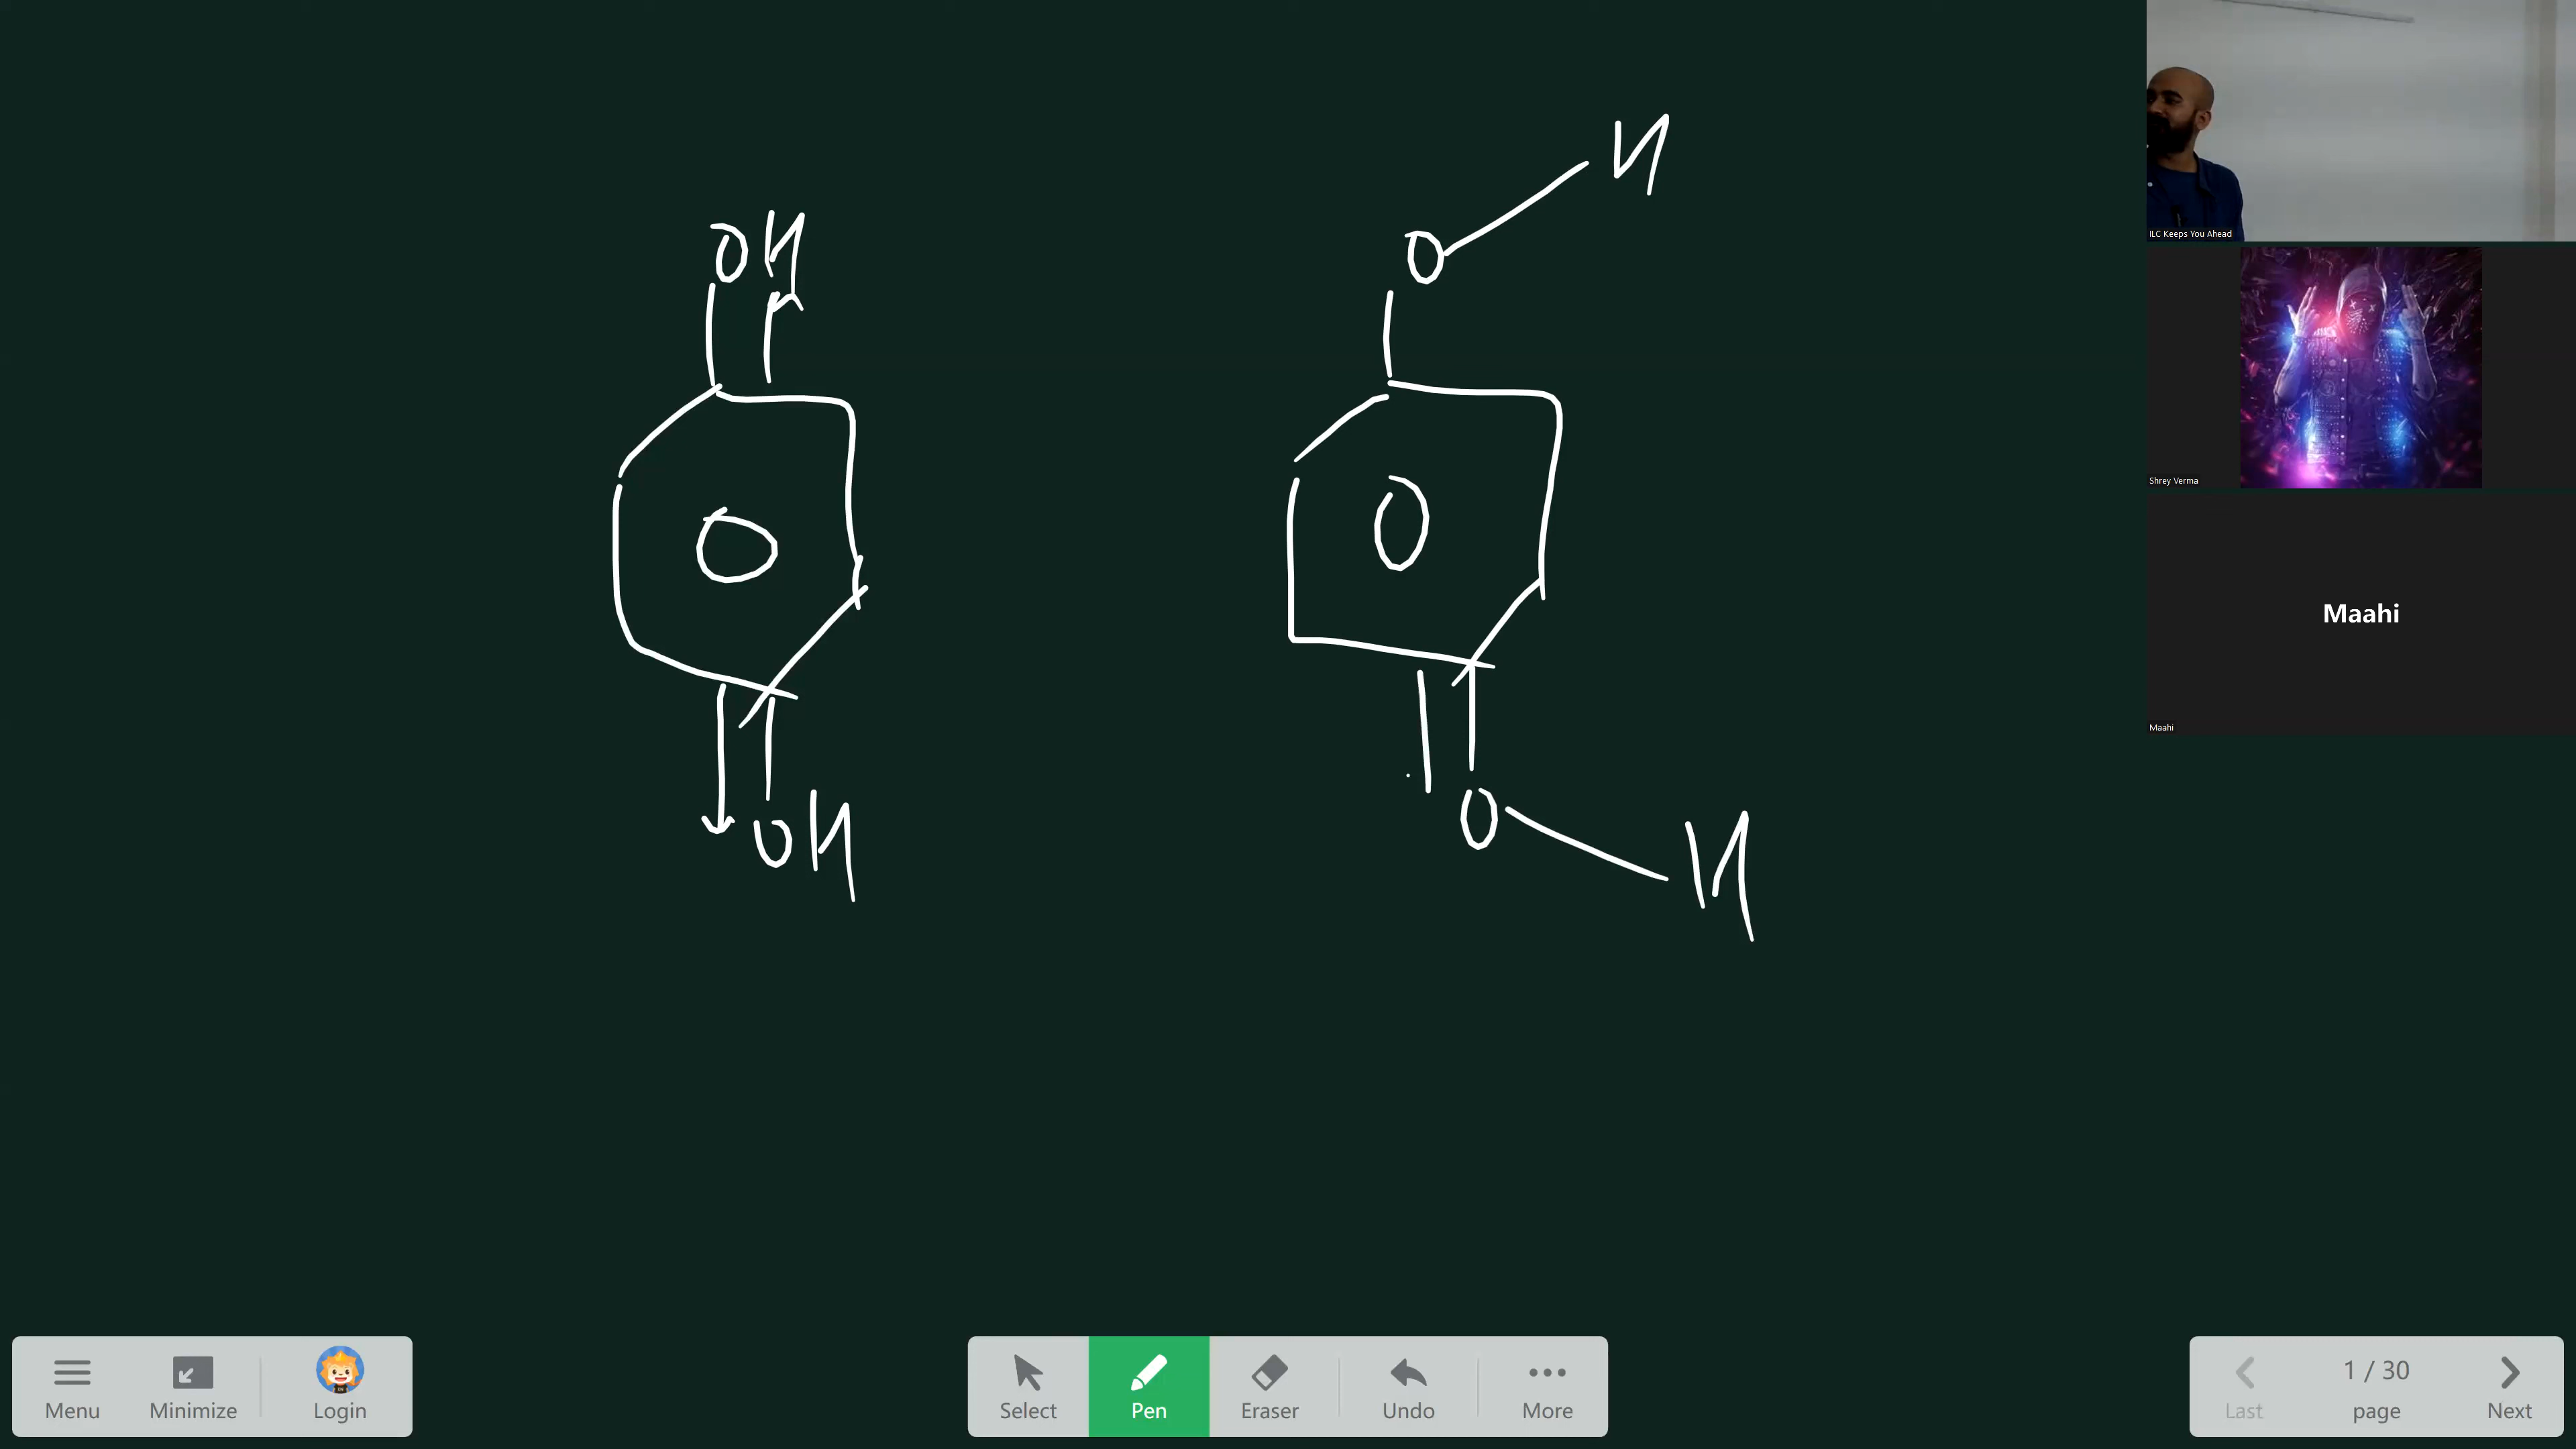 H
OH
O
OH
O
H
ILC Keeps You Ahead
Shrey Verma
Maahi
Maahi
Menu
Minimize
Login
Select
Pen
Eraser
Undo
More
Last
1 / 30
page
Next